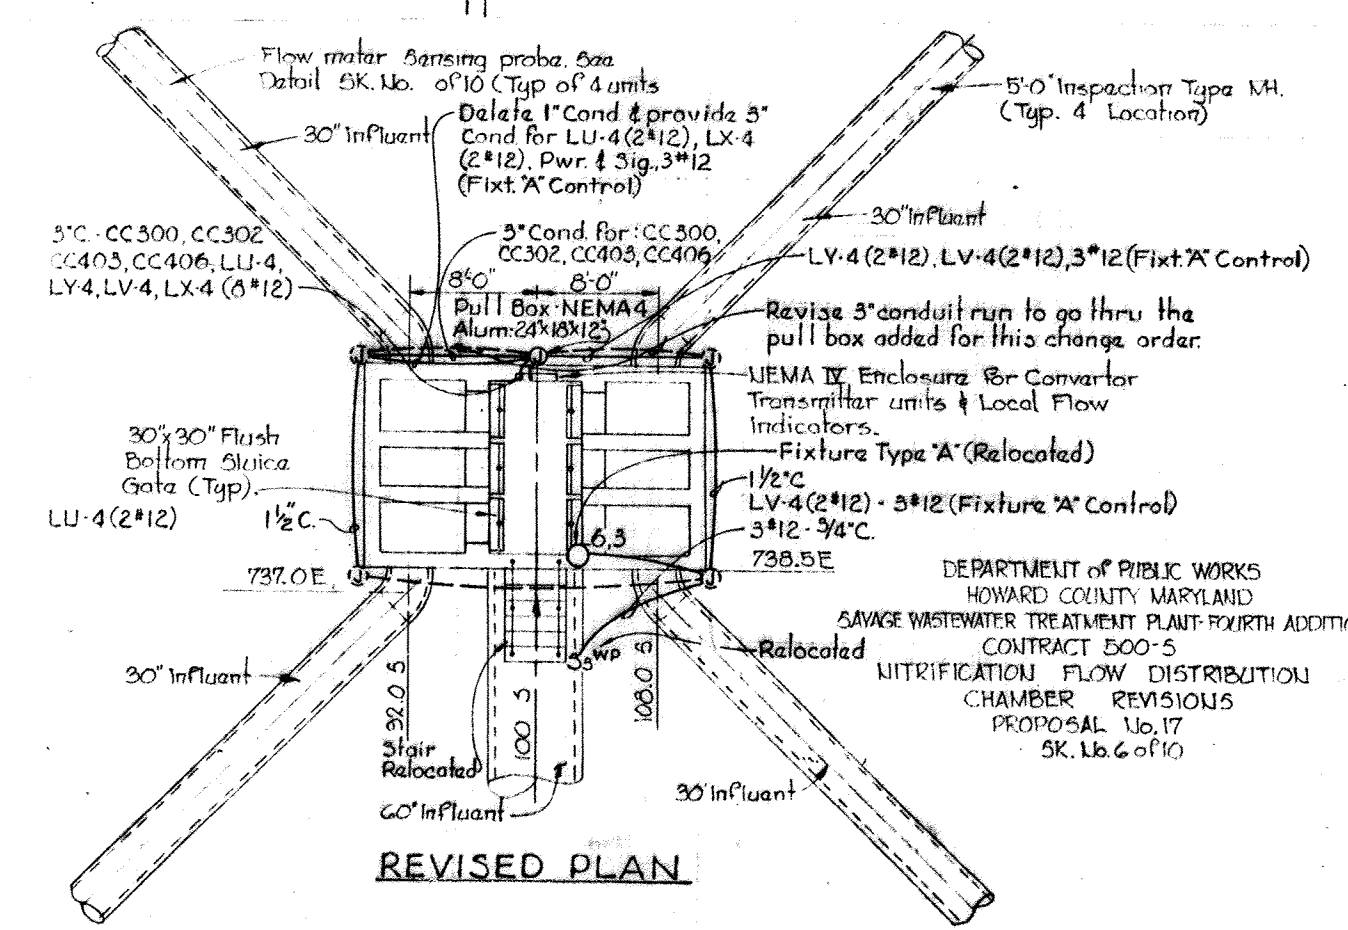 Flow meter Sensing probe. See
Detail SK. No. of 10 (Typ of 4 units
30" influent
Delete 1" Cond & provide 3"
Cond for LU-4 (2#12), LX-4
(2#12), Pwr. & Sig., 3#12
(Fixt. "A" Control)
5'-0" Inspection Type MH.
(Typ. 4 Location)
30" influent
3"C. - CC300, CC302
CC403, CC406, LU-4,
LY-4, LV-4, LX-4 (8#12)
3" Cond. for: CC300,
CC302, CC403, CC406
LY-4 (2#12), LV-4 (2#12), 3#12 (Fixt. "A" Control)
8'-0" 8'-0"
Pull Box - NEMA 4
Alum: 24"x18"x12"
Revise 3" conduit run to go thru the
pull box added for this change order.
NEMA IV Enclosure for Convertor
Transmitter units & Local Flow
Indicators.
30"x30" Flush
Bottom Sluice
Gate (Typ).
Fixture Type "A" (Relocated)
1½"C
LV-4 (2#12) - 3#12 (Fixture "A" Control)
LU-4 (2#12) 1½"C.
3#12 - 3/4"C.
6,3
738.5E
737.0E
DEPARTMENT of PUBLIC WORKS
HOWARD COUNTY MARYLAND
SAVAGE WASTEWATER TREATMENT PLANT-FOURTH ADDITIO
CONTRACT 500-S
NITRIFICATION FLOW DISTRIBUTION
CHAMBER REVISIONS
PROPOSAL No. 17
SK. No. 6 of 10
S3 WP
Relocated
30" influent
92.0 S
100 S
108.0 S
Stair
Relocated
60" influent
30" influent
REVISED PLAN